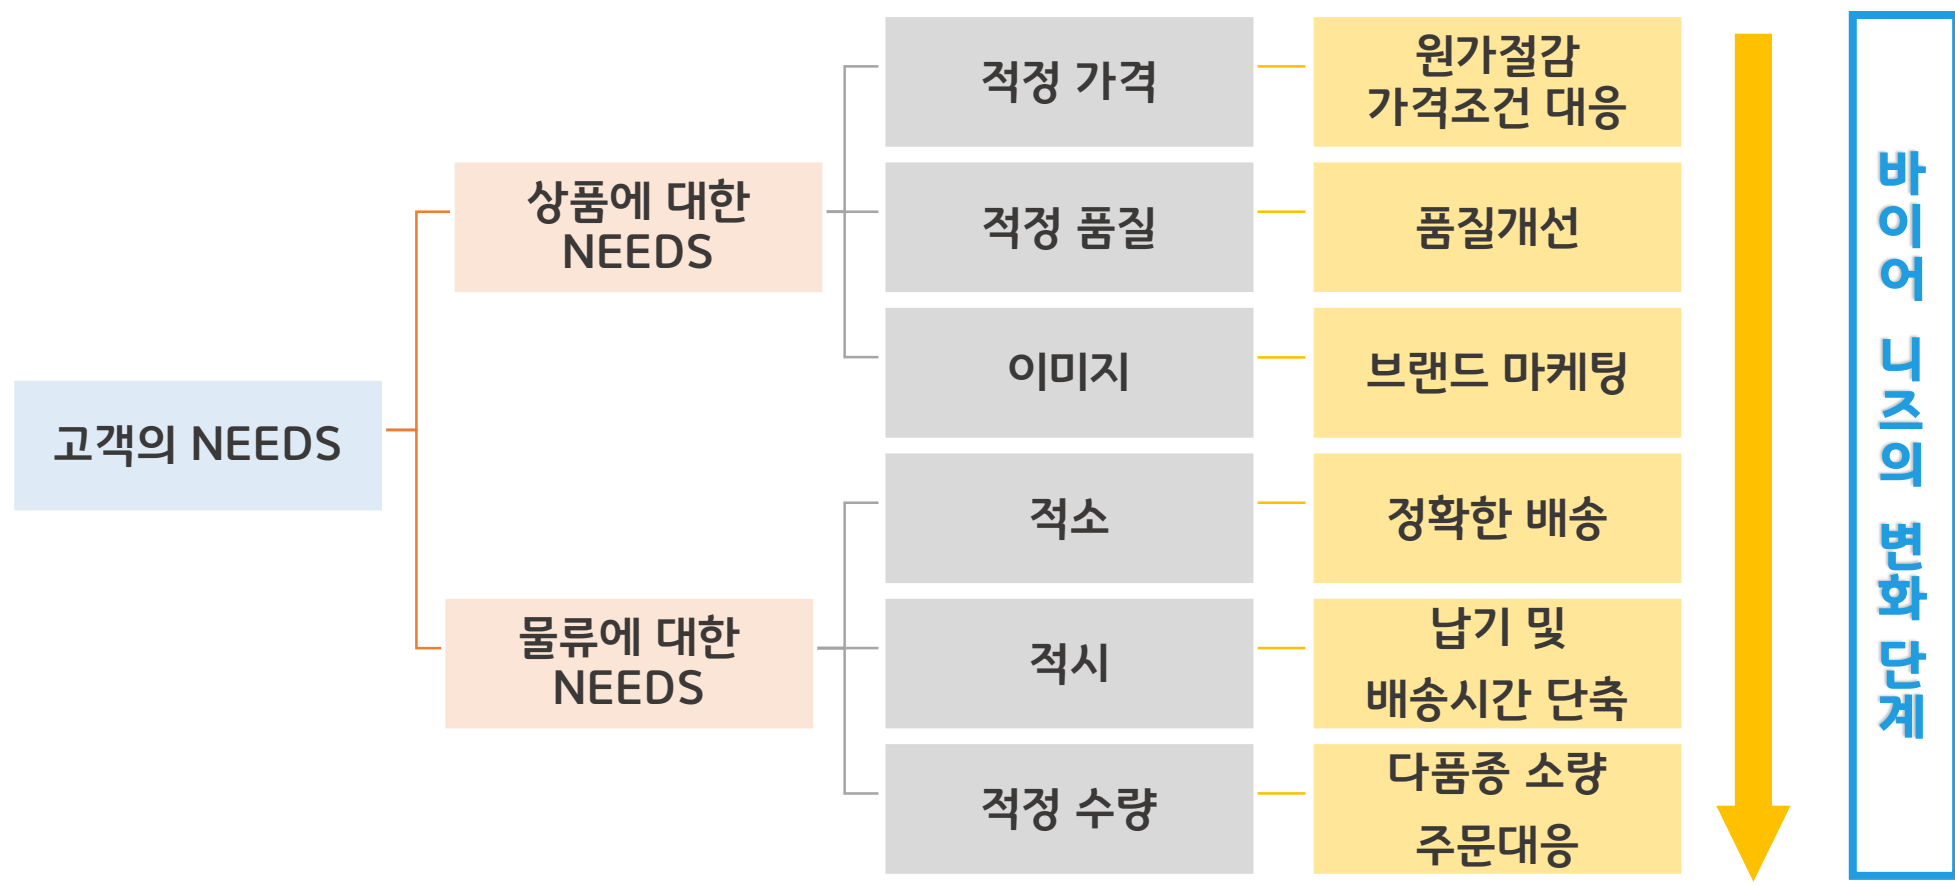 고객의 NEEDS
상품에 대한
NEEDS
물류에 대한
NEEDS
적정 가격
원가절감
가격조건 대응
적정 품질
품질개선
이미지
브랜드 마케팅
적소
정확한 배송
적시
납기 및
배송시간 단축
적정 수량
다품종 소량
주문대응
바이어 니즈의 변화 단계